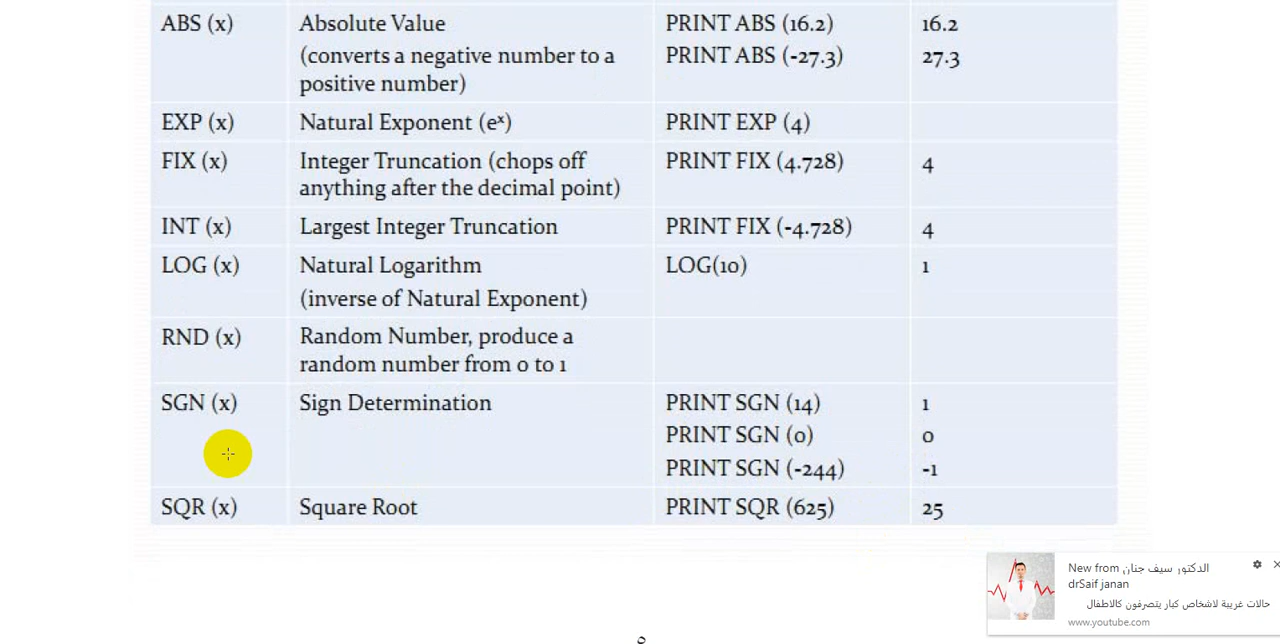 ABS (x) Absolute Value PRINT ABS (16.2) 16.2
(converts a negative number to a PRINT ABS (-27.3) 27.3
positive number)
EXP (x) Natural Exponent (eˣ) PRINT EXP (4)
FIX (x) Integer Truncation (chops off PRINT FIX (4.728) 4
anything after the decimal point)
INT (x) Largest Integer Truncation PRINT FIX (-4.728) 4
LOG (x) Natural Logarithm LOG(10) 1
(inverse of Natural Exponent)
RND (x) Random Number, produce a
random number from 0 to 1
SGN (x) Sign Determination PRINT SGN (14) 1
PRINT SGN (0) 0
PRINT SGN (-244) -1
SQR (x) Square Root PRINT SQR (625) 25
New from الدكتور سيف جنان
drSaif janan
حالات غريبة لاشخاص كبار يتصرفون كالاطفال
www.youtube.com
٥